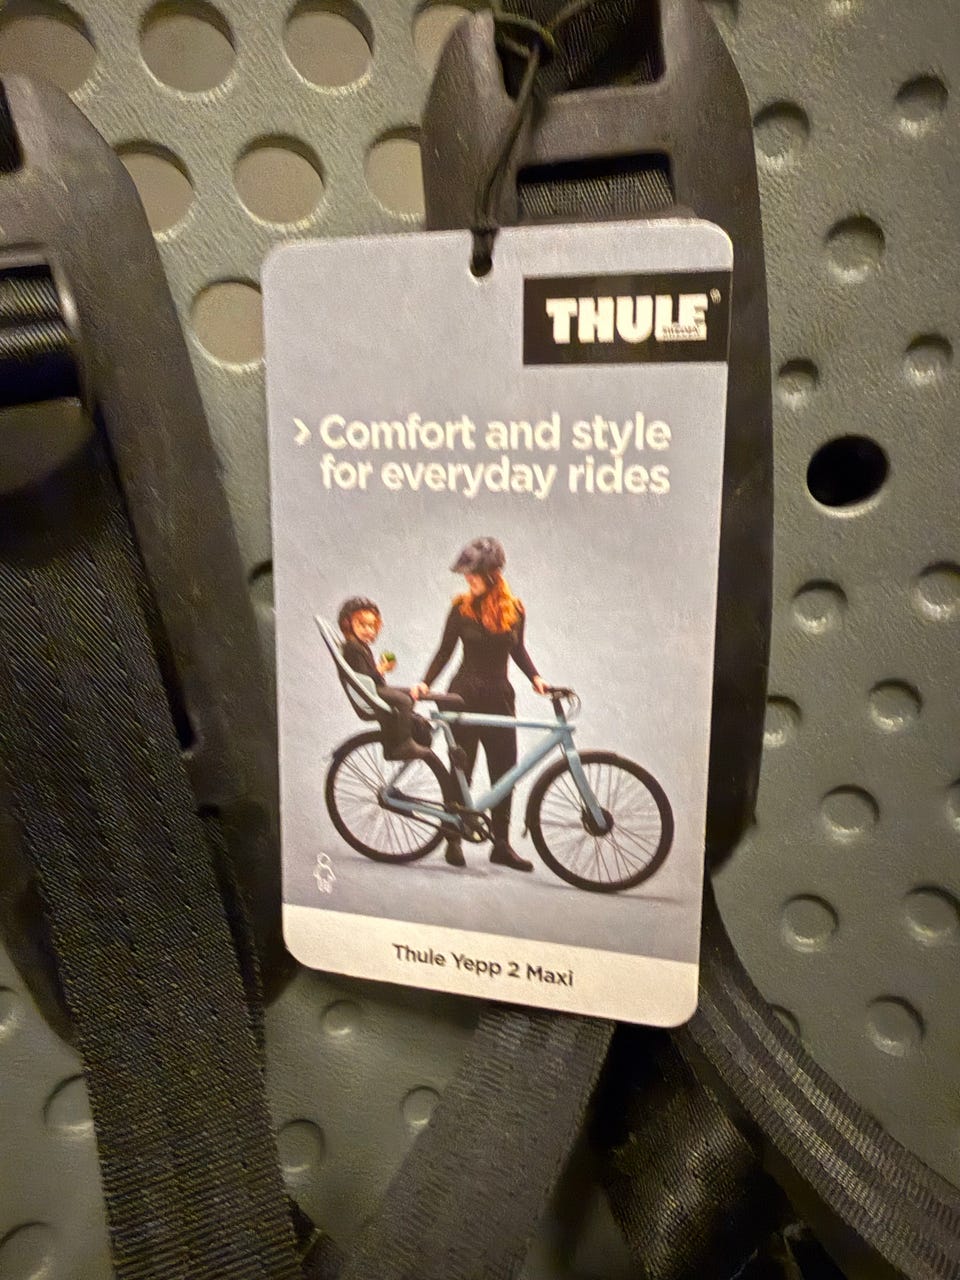 THULE®
› Comfort and style
for everyday rides
Thule Yepp 2 Maxi